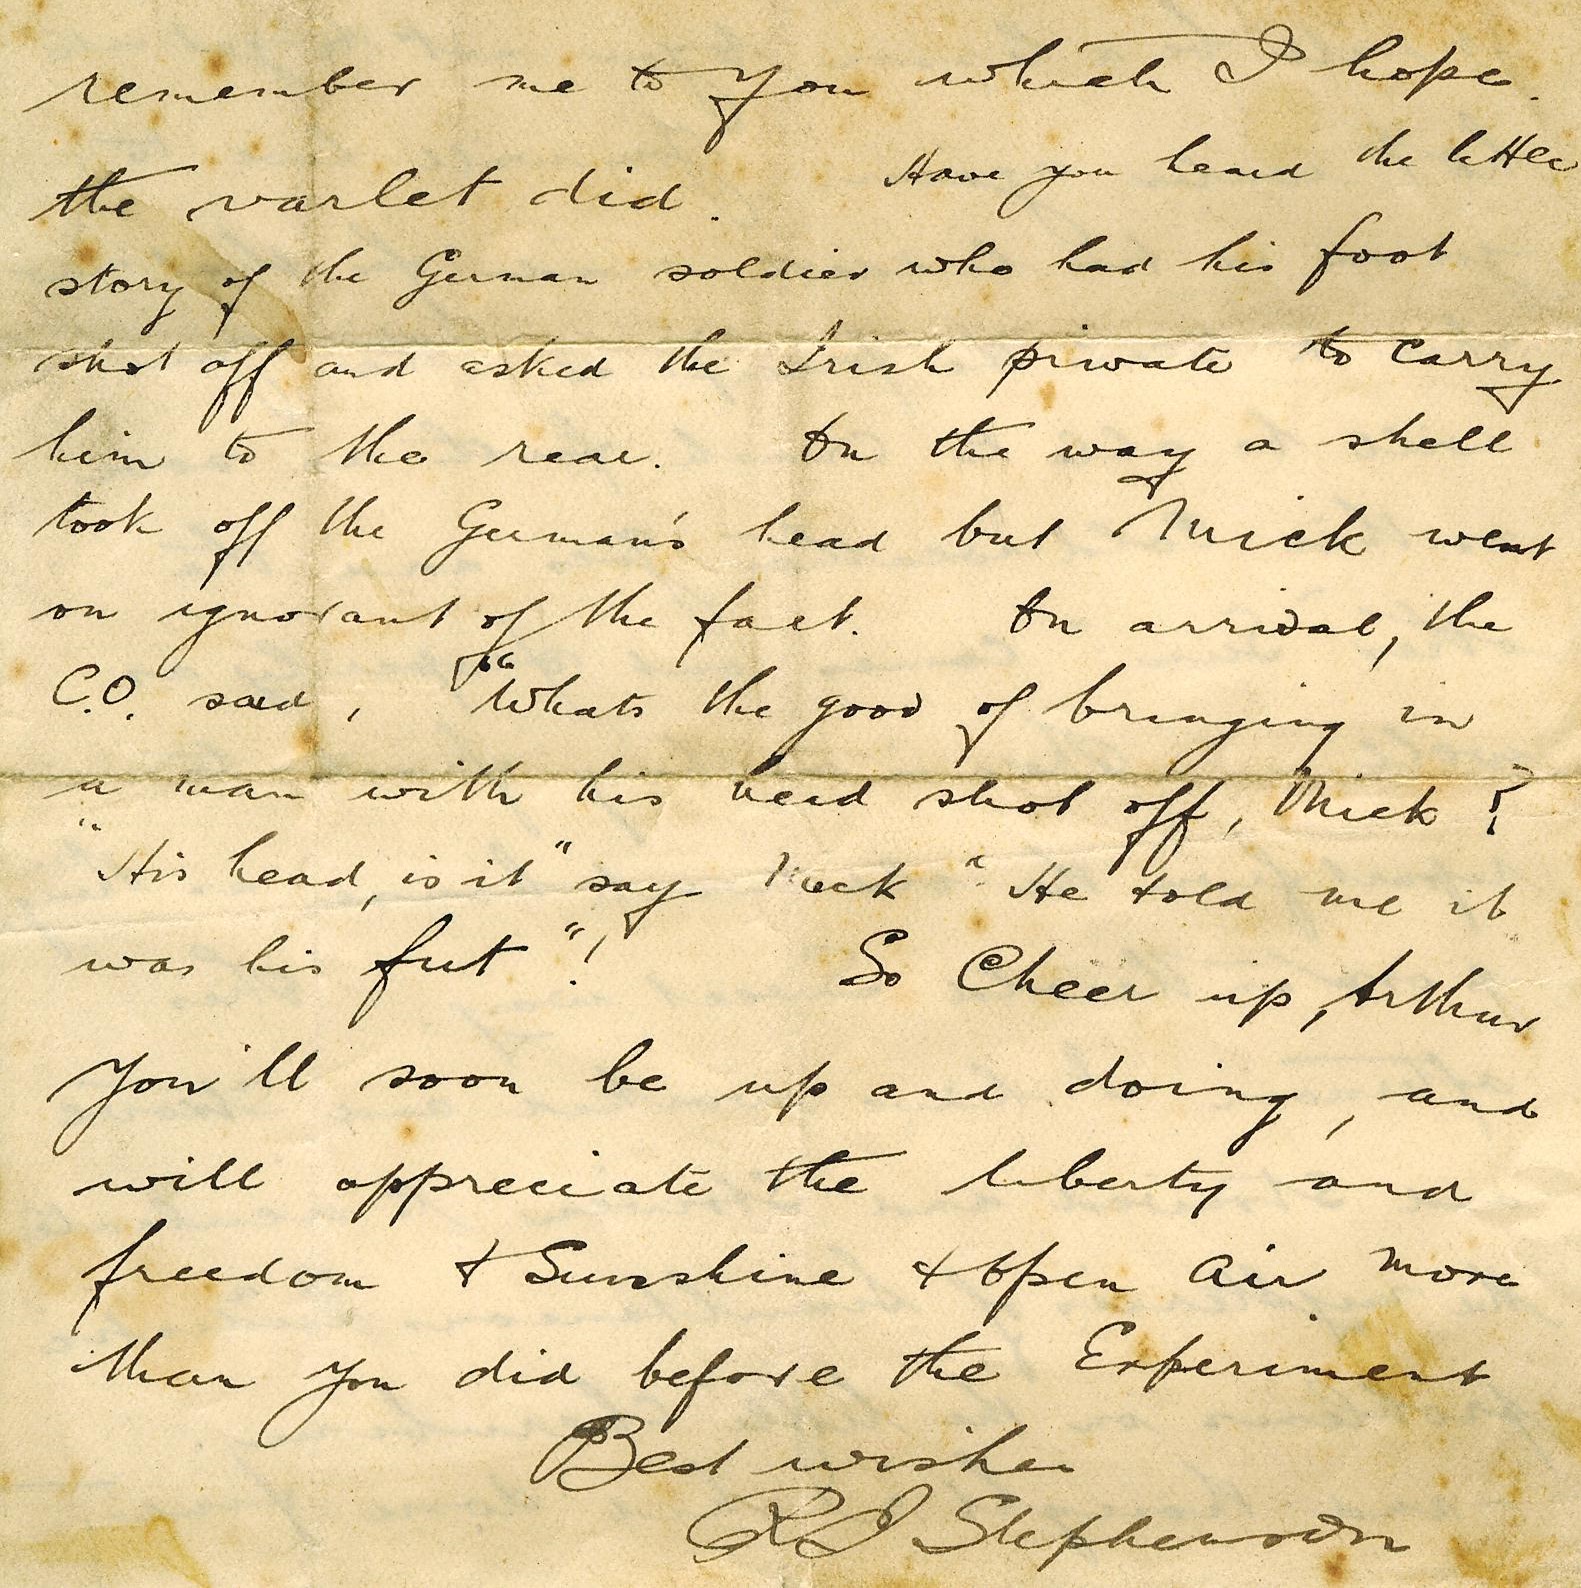 remember me to you which I hope.
the varlet did. Have you heard the little
story of the German soldier who had his foot
shot off and asked the Irish private to carry
him to the rear. On the way a shell
took off the German's head but Mick went
on ignorant of the fact. On arrival, the
C.O. said, "Whats the good of bringing in
a man with his head shot off, Mick?
"His head, is it" say Mick "He told me it
was his fut"!
So Cheer up, Arthur
You'll soon be up and doing, and
will appreciate the liberty and
freedom & Sunshine & Open Air more
than you did before the Experiment
Best wishes
R J Stephenson